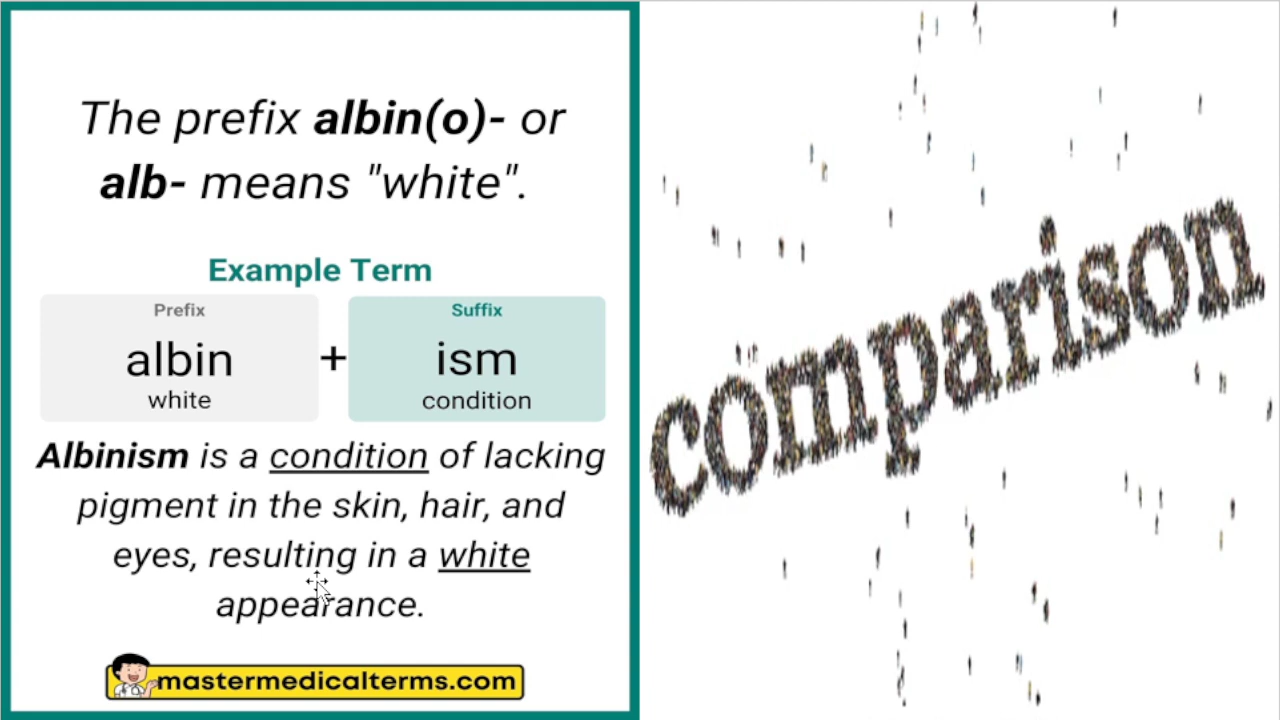 The prefix albin(o)- or
alb- means "white".
Example Term
Prefix
albin
white
+
Suffix
ism
condition
Albinism is a condition of lacking
pigment in the skin, hair, and
eyes, resulting in a white
appearance.
mastermedicalterms.com
comparison